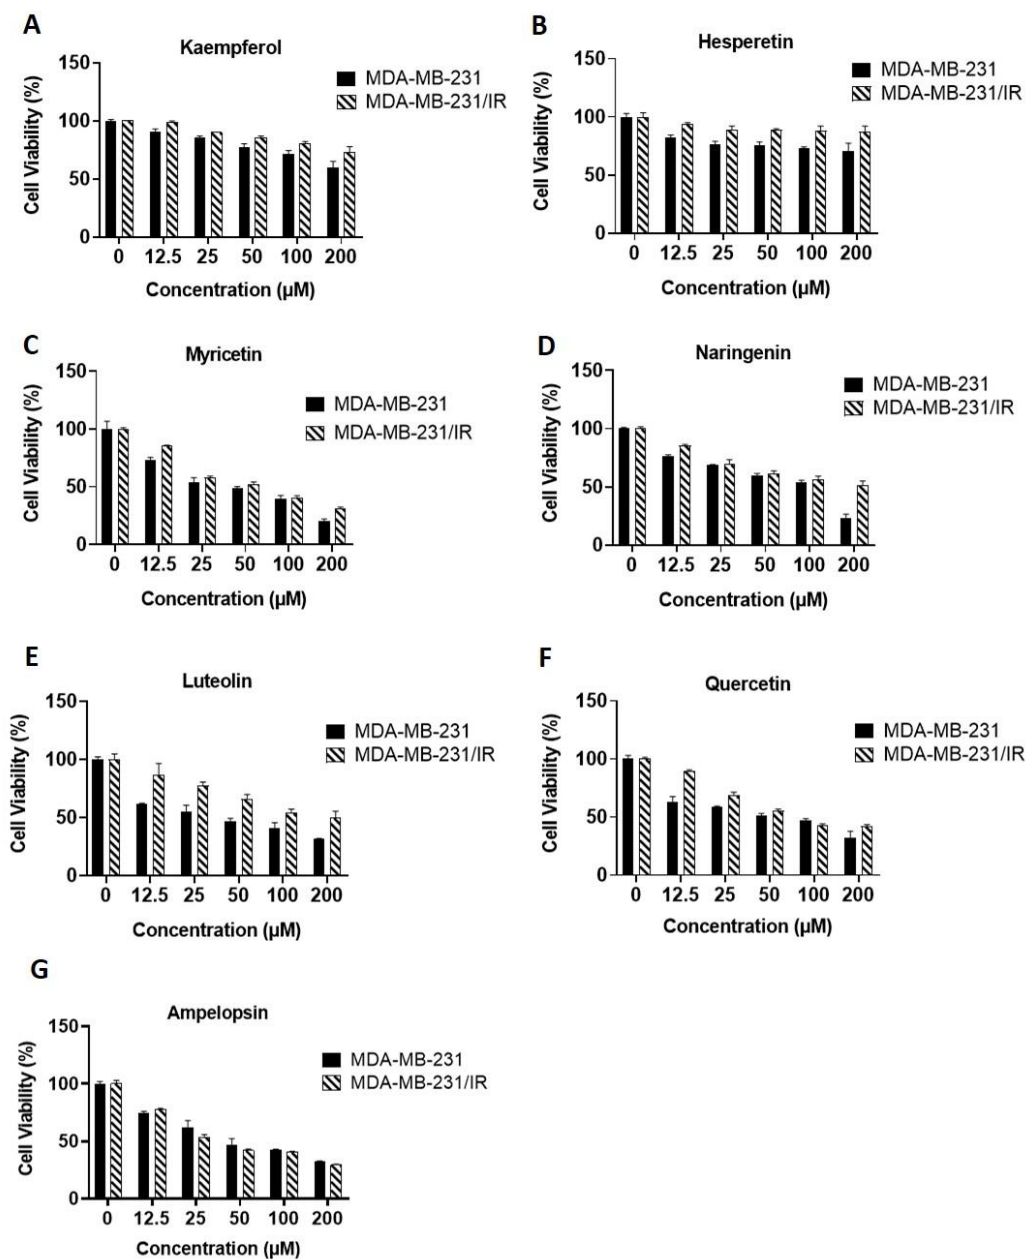 A
Kaempferol
Cell Viability (%)
150
100
50
0
MDA-MB-231
MDA-MB-231/IR
0 12.5 25 50 100 200
Concentration (µM)
B
Hesperetin
Cell Viability (%)
150
100
50
0
MDA-MB-231
MDA-MB-231/IR
0 12.5 25 50 100 200
Concentration (µM)
C
Myricetin
Cell Viability (%)
150
100
50
0
MDA-MB-231
MDA-MB-231/IR
0 12.5 25 50 100 200
Concentration (µM)
D
Naringenin
Cell Viability (%)
150
100
50
0
MDA-MB-231
MDA-MB-231/IR
0 12.5 25 50 100 200
Concentration (µM)
E
Luteolin
Cell Viability (%)
150
100
50
0
MDA-MB-231
MDA-MB-231/IR
0 12.5 25 50 100 200
Concentration (µM)
F
Quercetin
Cell Viability (%)
150
100
50
0
MDA-MB-231
MDA-MB-231/IR
0 12.5 25 50 100 200
Concentration (µM)
G
Ampelopsin
Cell Viability (%)
150
100
50
0
MDA-MB-231
MDA-MB-231/IR
0 12.5 25 50 100 200
Concentration (µM)